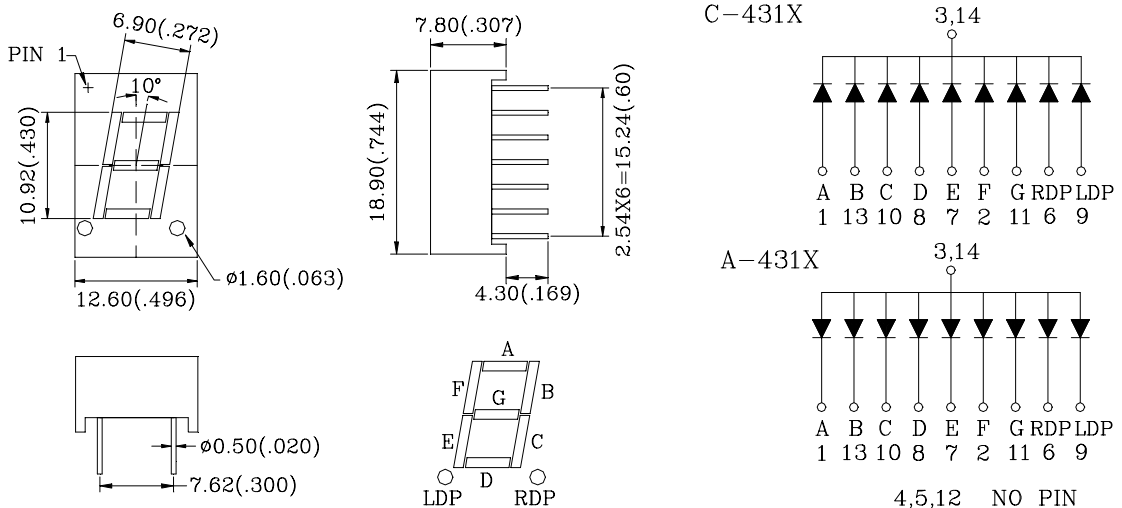 6.90(.272)
PIN 1
10°
10.92(.430)
ø1.60(.063)
12.60(.496)
7.80(.307)
18.90(.744)
2.54X6=15.24(.60)
4.30(.169)
ø0.50(.020)
7.62(.300)
A
F
B
G
E
C
D
LDP
RDP
C-431X
3,14
A B C D E F G RDP LDP
1 13 10 8 7 2 11 6 9
A-431X
3,14
A B C D E F G RDP LDP
1 13 10 8 7 2 11 6 9
4,5,12 NO PIN